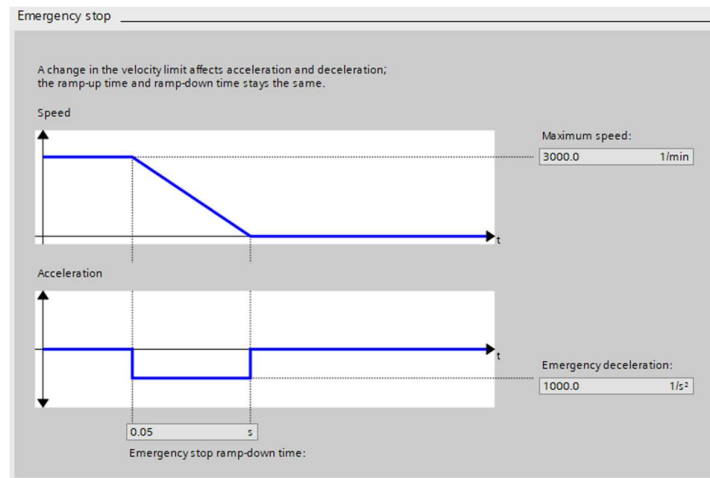 Emergency stop
A change in the velocity limit affects acceleration and deceleration;
the ramp-up time and ramp-down time stays the same.
Speed
Maximum speed:
3000.0 1/min
t
Acceleration
t
Emergency deceleration:
1000.0 1/s²
0.05 s
Emergency stop ramp-down time: